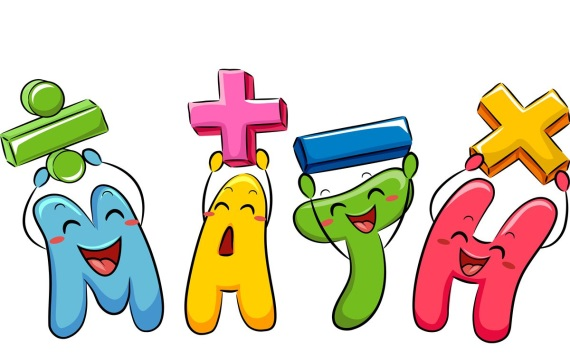 ÷ + − ×
MATH